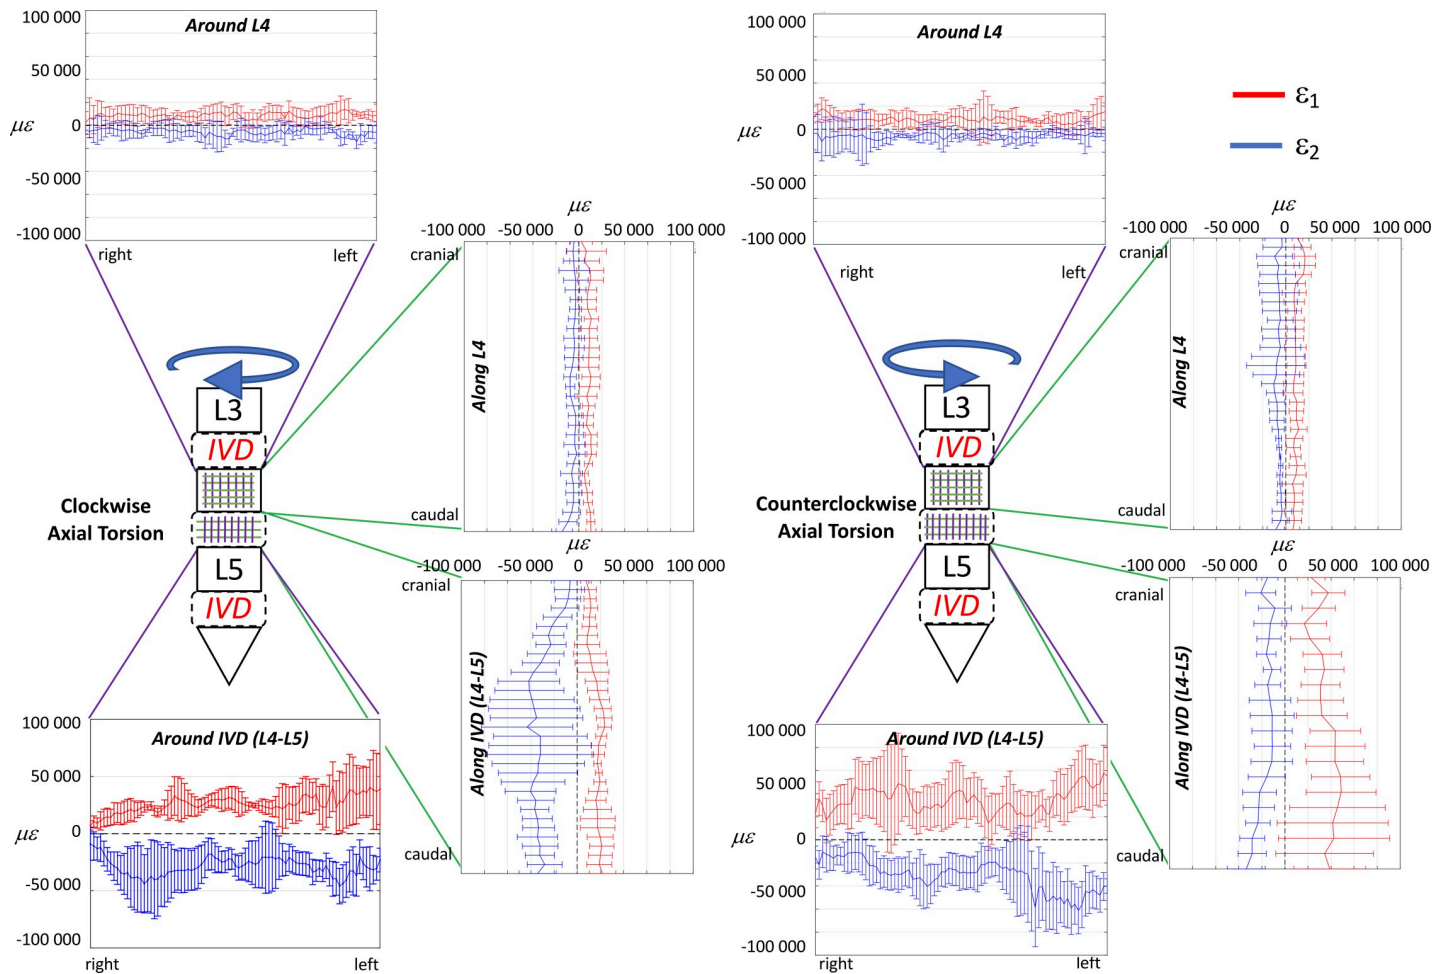 Around L4
100 000
50 000
με
0
-50 000
-100 000
right
left
με
-100 000
-50 000
0
50 000
100 000
cranial
Along L4
caudal
L3
IVD
L5
IVD
Clockwise
Axial Torsion
με
-100 000
-50 000
0
50 000
100 000
cranial
Along IVD (L4-L5)
caudal
Around IVD (L4-L5)
100 000
50 000
με
0
-50 000
-100 000
right
left
Around L4
100 000
50 000
με
0
-50 000
-100 000
right
left
ε1
ε2
με
-100 000
-50 000
0
50 000
100 000
cranial
Along L4
caudal
L3
IVD
L5
IVD
Counterclockwise
Axial Torsion
με
-100 000
-50 000
0
50 000
100 000
cranial
Along IVD (L4-L5)
caudal
Around IVD (L4-L5)
100 000
50 000
με
0
-50 000
-100 000
right
left